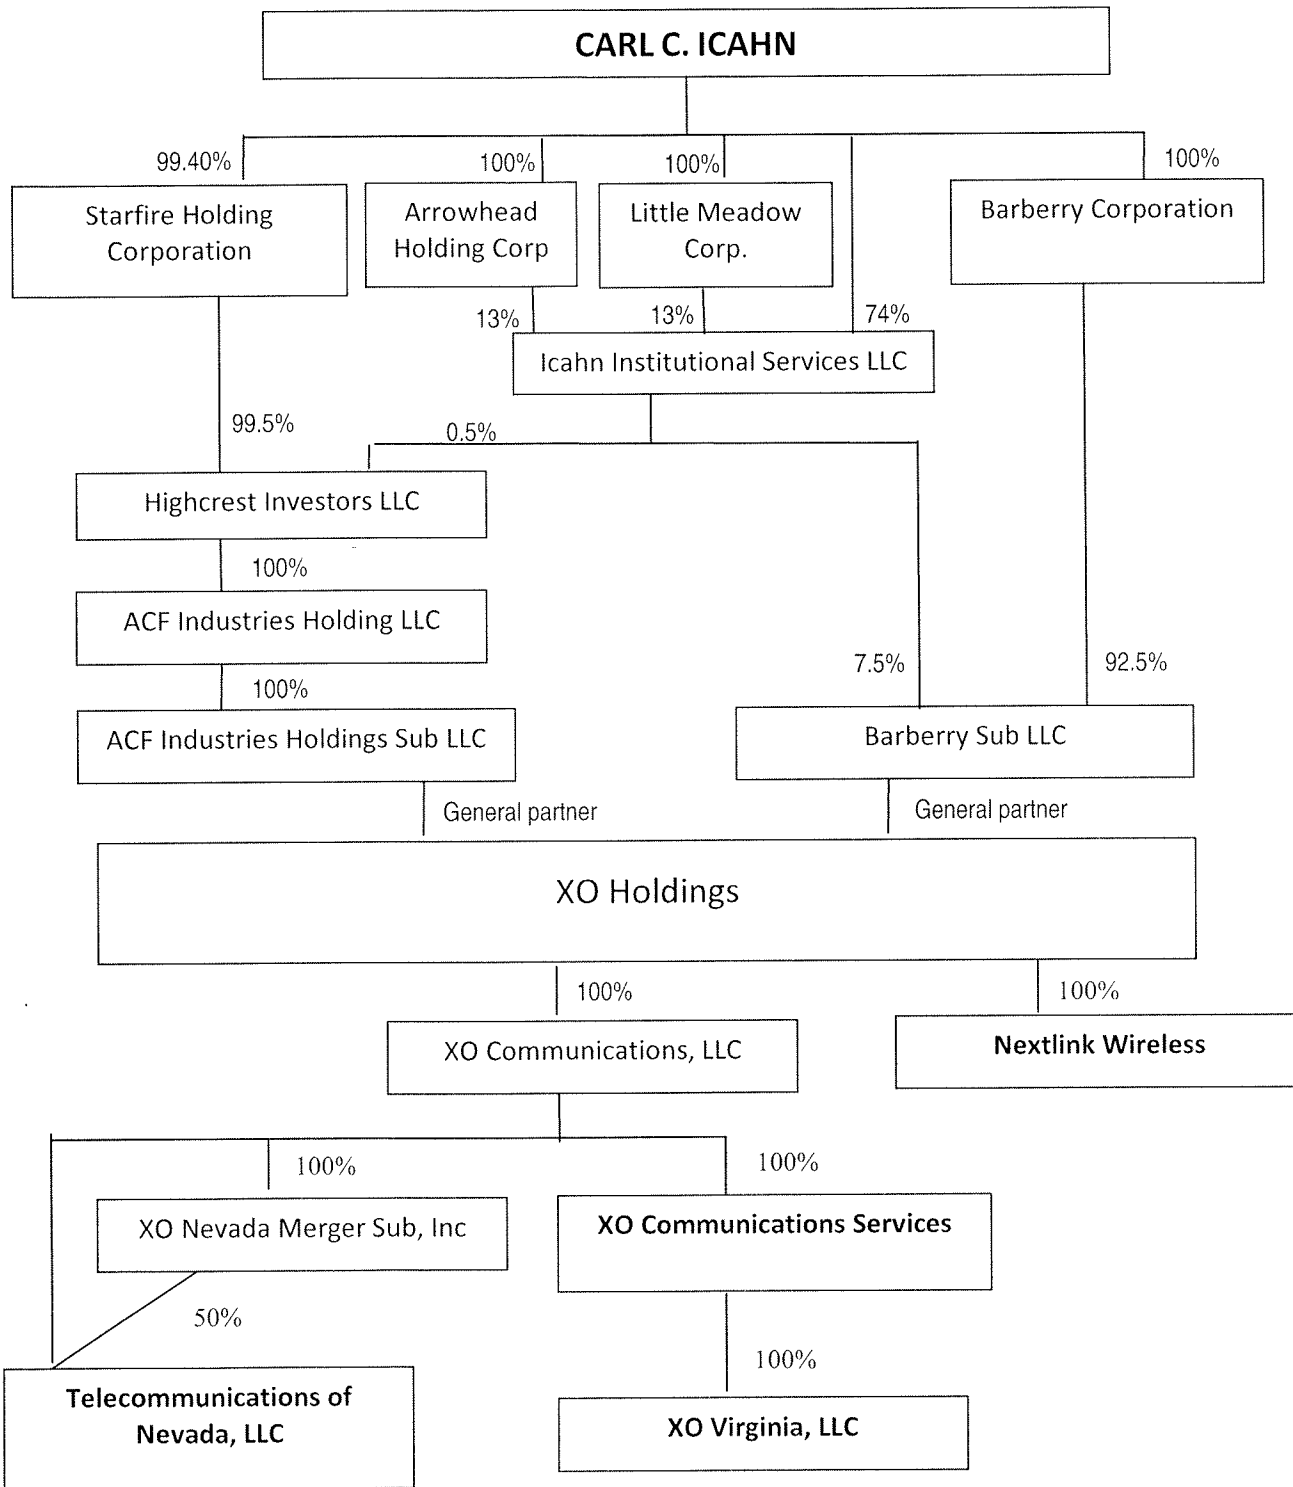 CARL C. ICAHN
99.40%
100%
100%
100%
Starfire Holding
Corporation
Arrowhead
Holding Corp
Little Meadow
Corp.
Barberry Corporation
13%
13%
74%
Icahn Institutional Services LLC
99.5%
0.5%
Highcrest Investors LLC
100%
ACF Industries Holding LLC
7.5%
92.5%
100%
ACF Industries Holdings Sub LLC
Barberry Sub LLC
General partner
General partner
XO Holdings
100%
100%
XO Communications, LLC
Nextlink Wireless
100%
100%
XO Nevada Merger Sub, Inc
XO Communications Services
50%
100%
Telecommunications of
Nevada, LLC
XO Virginia, LLC